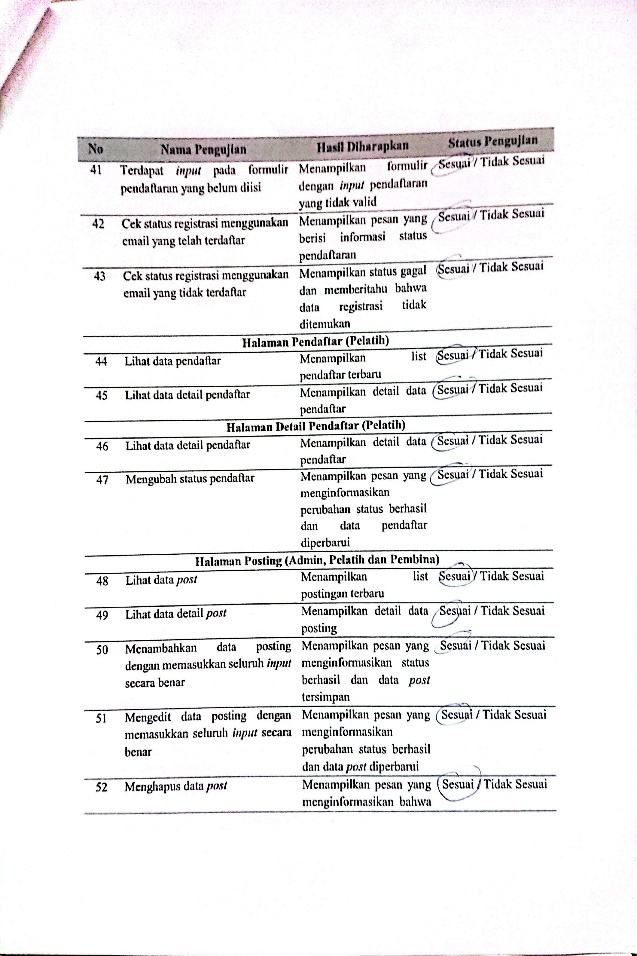 No Nama Pengujian Hasil Diharapkan Status Pengujian
41 Terdapat input pada formulir Menampilkan formulir Sesuai / Tidak Sesuai
pendaftaran yang belum diisi dengan input pendaftaran
yang tidak valid
42 Cek status registrasi menggunakan Menampilkan pesan yang Sesuai / Tidak Sesuai
email yang telah terdaftar berisi informasi status
pendaftaran
43 Cek status registrasi menggunakan Menampilkan status gagal Sesuai / Tidak Sesuai
email yang tidak terdaftar dan memberitahu bahwa
data registrasi tidak
ditemukan
Halaman Pendaftar (Pelatih)
44 Lihat data pendaftar Menampilkan list Sesuai / Tidak Sesuai
pendaftar terbaru
45 Lihat data detail pendaftar Menampilkan detail data Sesuai / Tidak Sesuai
pendaftar
Halaman Detail Pendaftar (Pelatih)
46 Lihat data detail pendaftar Menampilkan detail data Sesuai / Tidak Sesuai
pendaftar
47 Mengubah status pendaftar Menampilkan pesan yang Sesuai / Tidak Sesuai
menginformasikan
perubahan status berhasil
dan data pendaftar
diperbarui
Halaman Posting (Admin, Pelatih dan Pembina)
48 Lihat data post Menampilkan list Sesuai / Tidak Sesuai
postingan terbaru
49 Lihat data detail post Menampilkan detail data Sesuai / Tidak Sesuai
posting
50 Menambahkan data posting Menampilkan pesan yang Sesuai / Tidak Sesuai
dengan memasukkan seluruh input menginformasikan status
secara benar berhasil dan data post
tersimpan
51 Mengedit data posting dengan Menampilkan pesan yang Sesuai / Tidak Sesuai
memasukkan seluruh input secara menginformasikan
benar perubahan status berhasil
dan data post diperbarui
52 Menghapus data post Menampilkan pesan yang Sesuai / Tidak Sesuai
menginformasikan bahwa